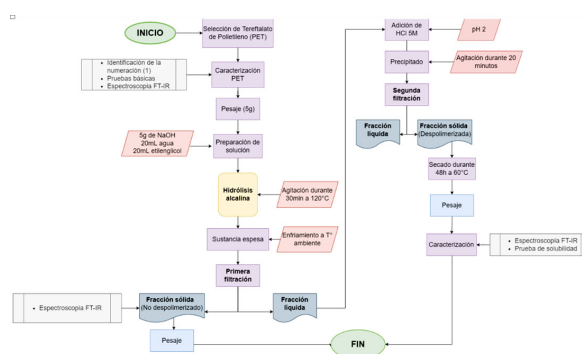 INICIO
Selección de Tereftalato
de Polietileno (PET)
• Identificación de la
numeración (1)
• Pruebas básicas
• Espectroscopia FT-IR
Caracterización
PET
Pesaje (5g)
5g de NaOH
20mL agua
20mL etilenglicol
Preparación de
solución
Hidrólisis
alcalina
Agitación durante
30min a 120°C
Sustancia espesa
Enfriamiento a T°
ambiente
Primera
filtración
• Espectroscopia FT-IR
Fracción sólida
(No despolimerizado)
Fracción
líquida
Pesaje
Adición de
HCl 5M
pH 2
Precipitado
Agitación durante 20
minutos
Segunda
filtración
Fracción
líquida
Fracción sólida
(Despolimerizada)
Secado durante
48h a 60°C
Pesaje
Caracterización
• Espectroscopia FT-IR
• Prueba de solubilidad
FIN